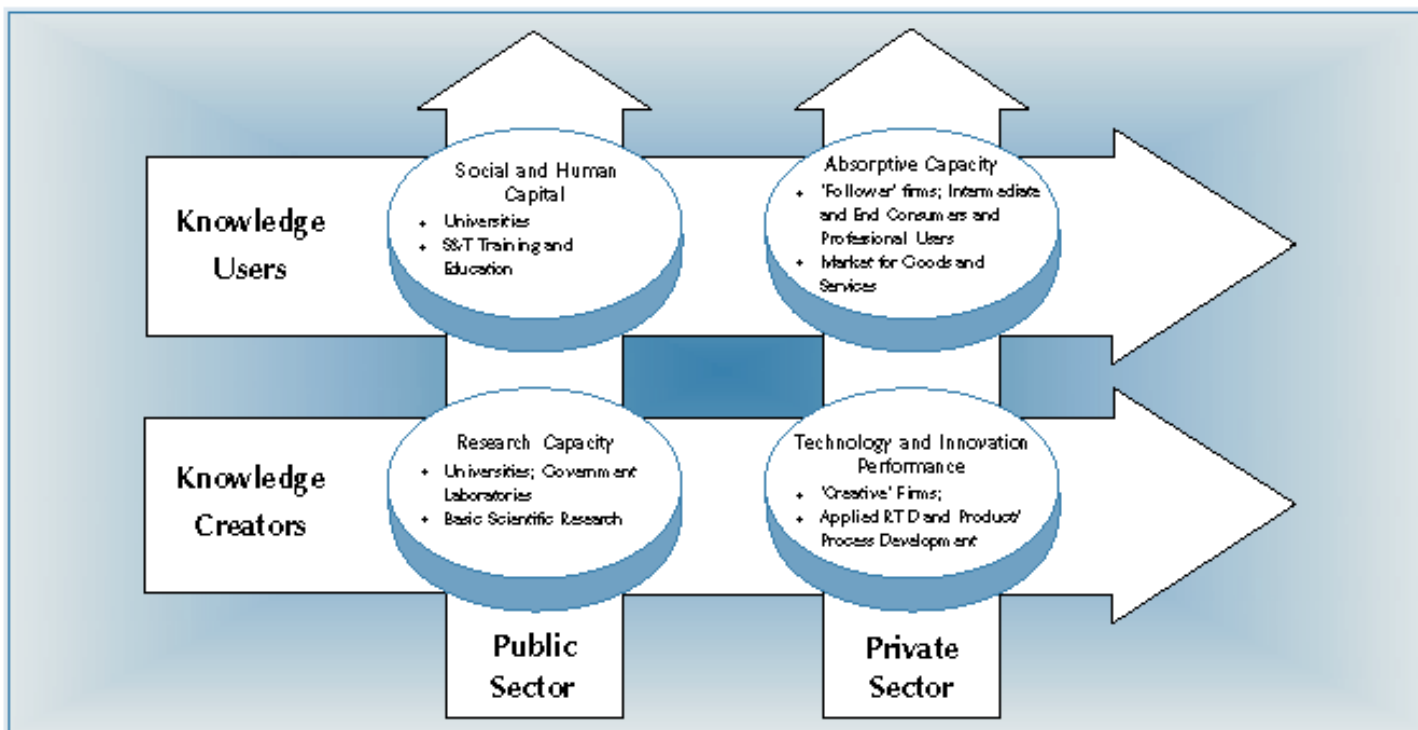 Social and Human
Capital
• Universities
• S&T Training and
Education
Absorptive Capacity
• 'Follower' firms; Intermediate
and End Consumers and
Professional Users
• Market for Goods and
Services
Knowledge
Users
Research Capacity
• Universities; Government
Laboratories
• Basic Scientific Research
Technology and Innovation
Performance
• 'Creative' Firms;
• Applied RTD and Product/
Process Development
Knowledge
Creators
Public
Sector
Private
Sector